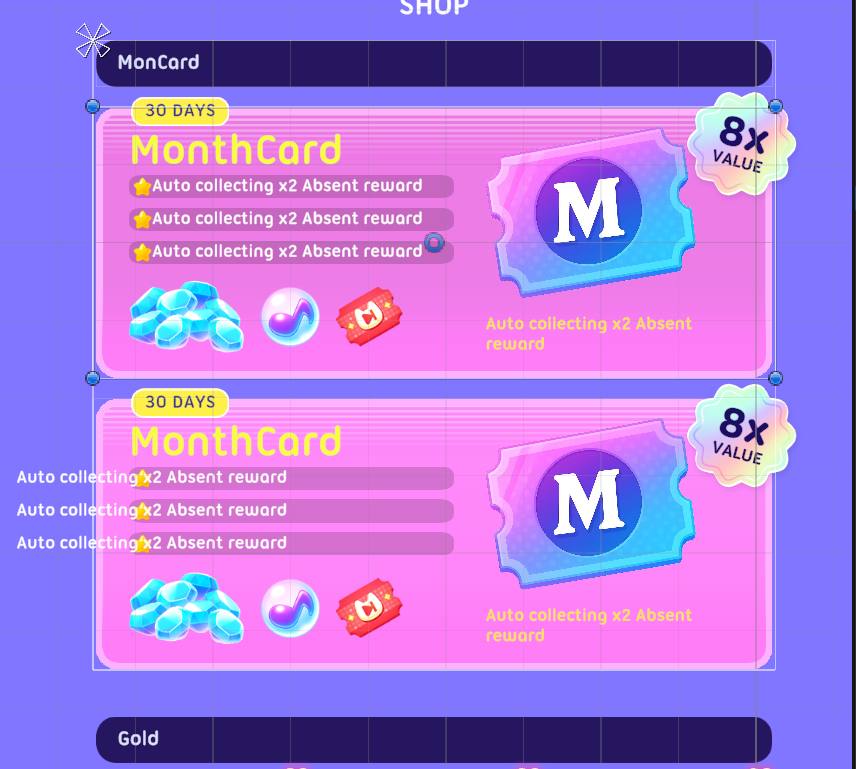 SHOP
MonCard
30 DAYS
8x
VALUE
MonthCard
Auto collecting x2 Absent reward
Auto collecting x2 Absent reward
Auto collecting x2 Absent reward
M
Auto collecting x2 Absent
reward
30 DAYS
8x
VALUE
MonthCard
Auto collecting x2 Absent reward
Auto collecting x2 Absent reward
Auto collecting x2 Absent reward
M
Auto collecting x2 Absent
reward
Gold